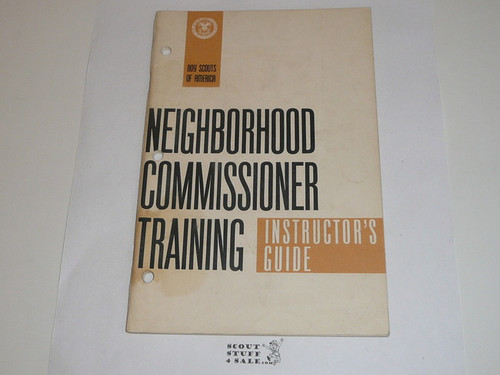 BOY SCOUTS
OF AMERICA
NEIGHBORHOOD
COMMISSIONER
TRAINING
INSTRUCTOR'S
GUIDE
SCOUT
STUFF
4 SALE.com